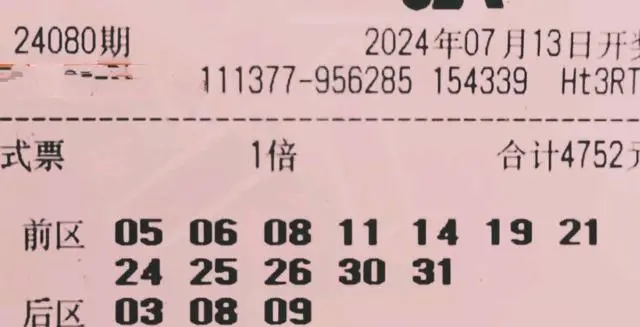 24080期 2024年07月13日开奖
111377-956285 154339 Ht3RT
式票 1倍 合计4752元
前区 05 06 08 11 14 19 21
24 25 26 30 31
后区 03 08 09